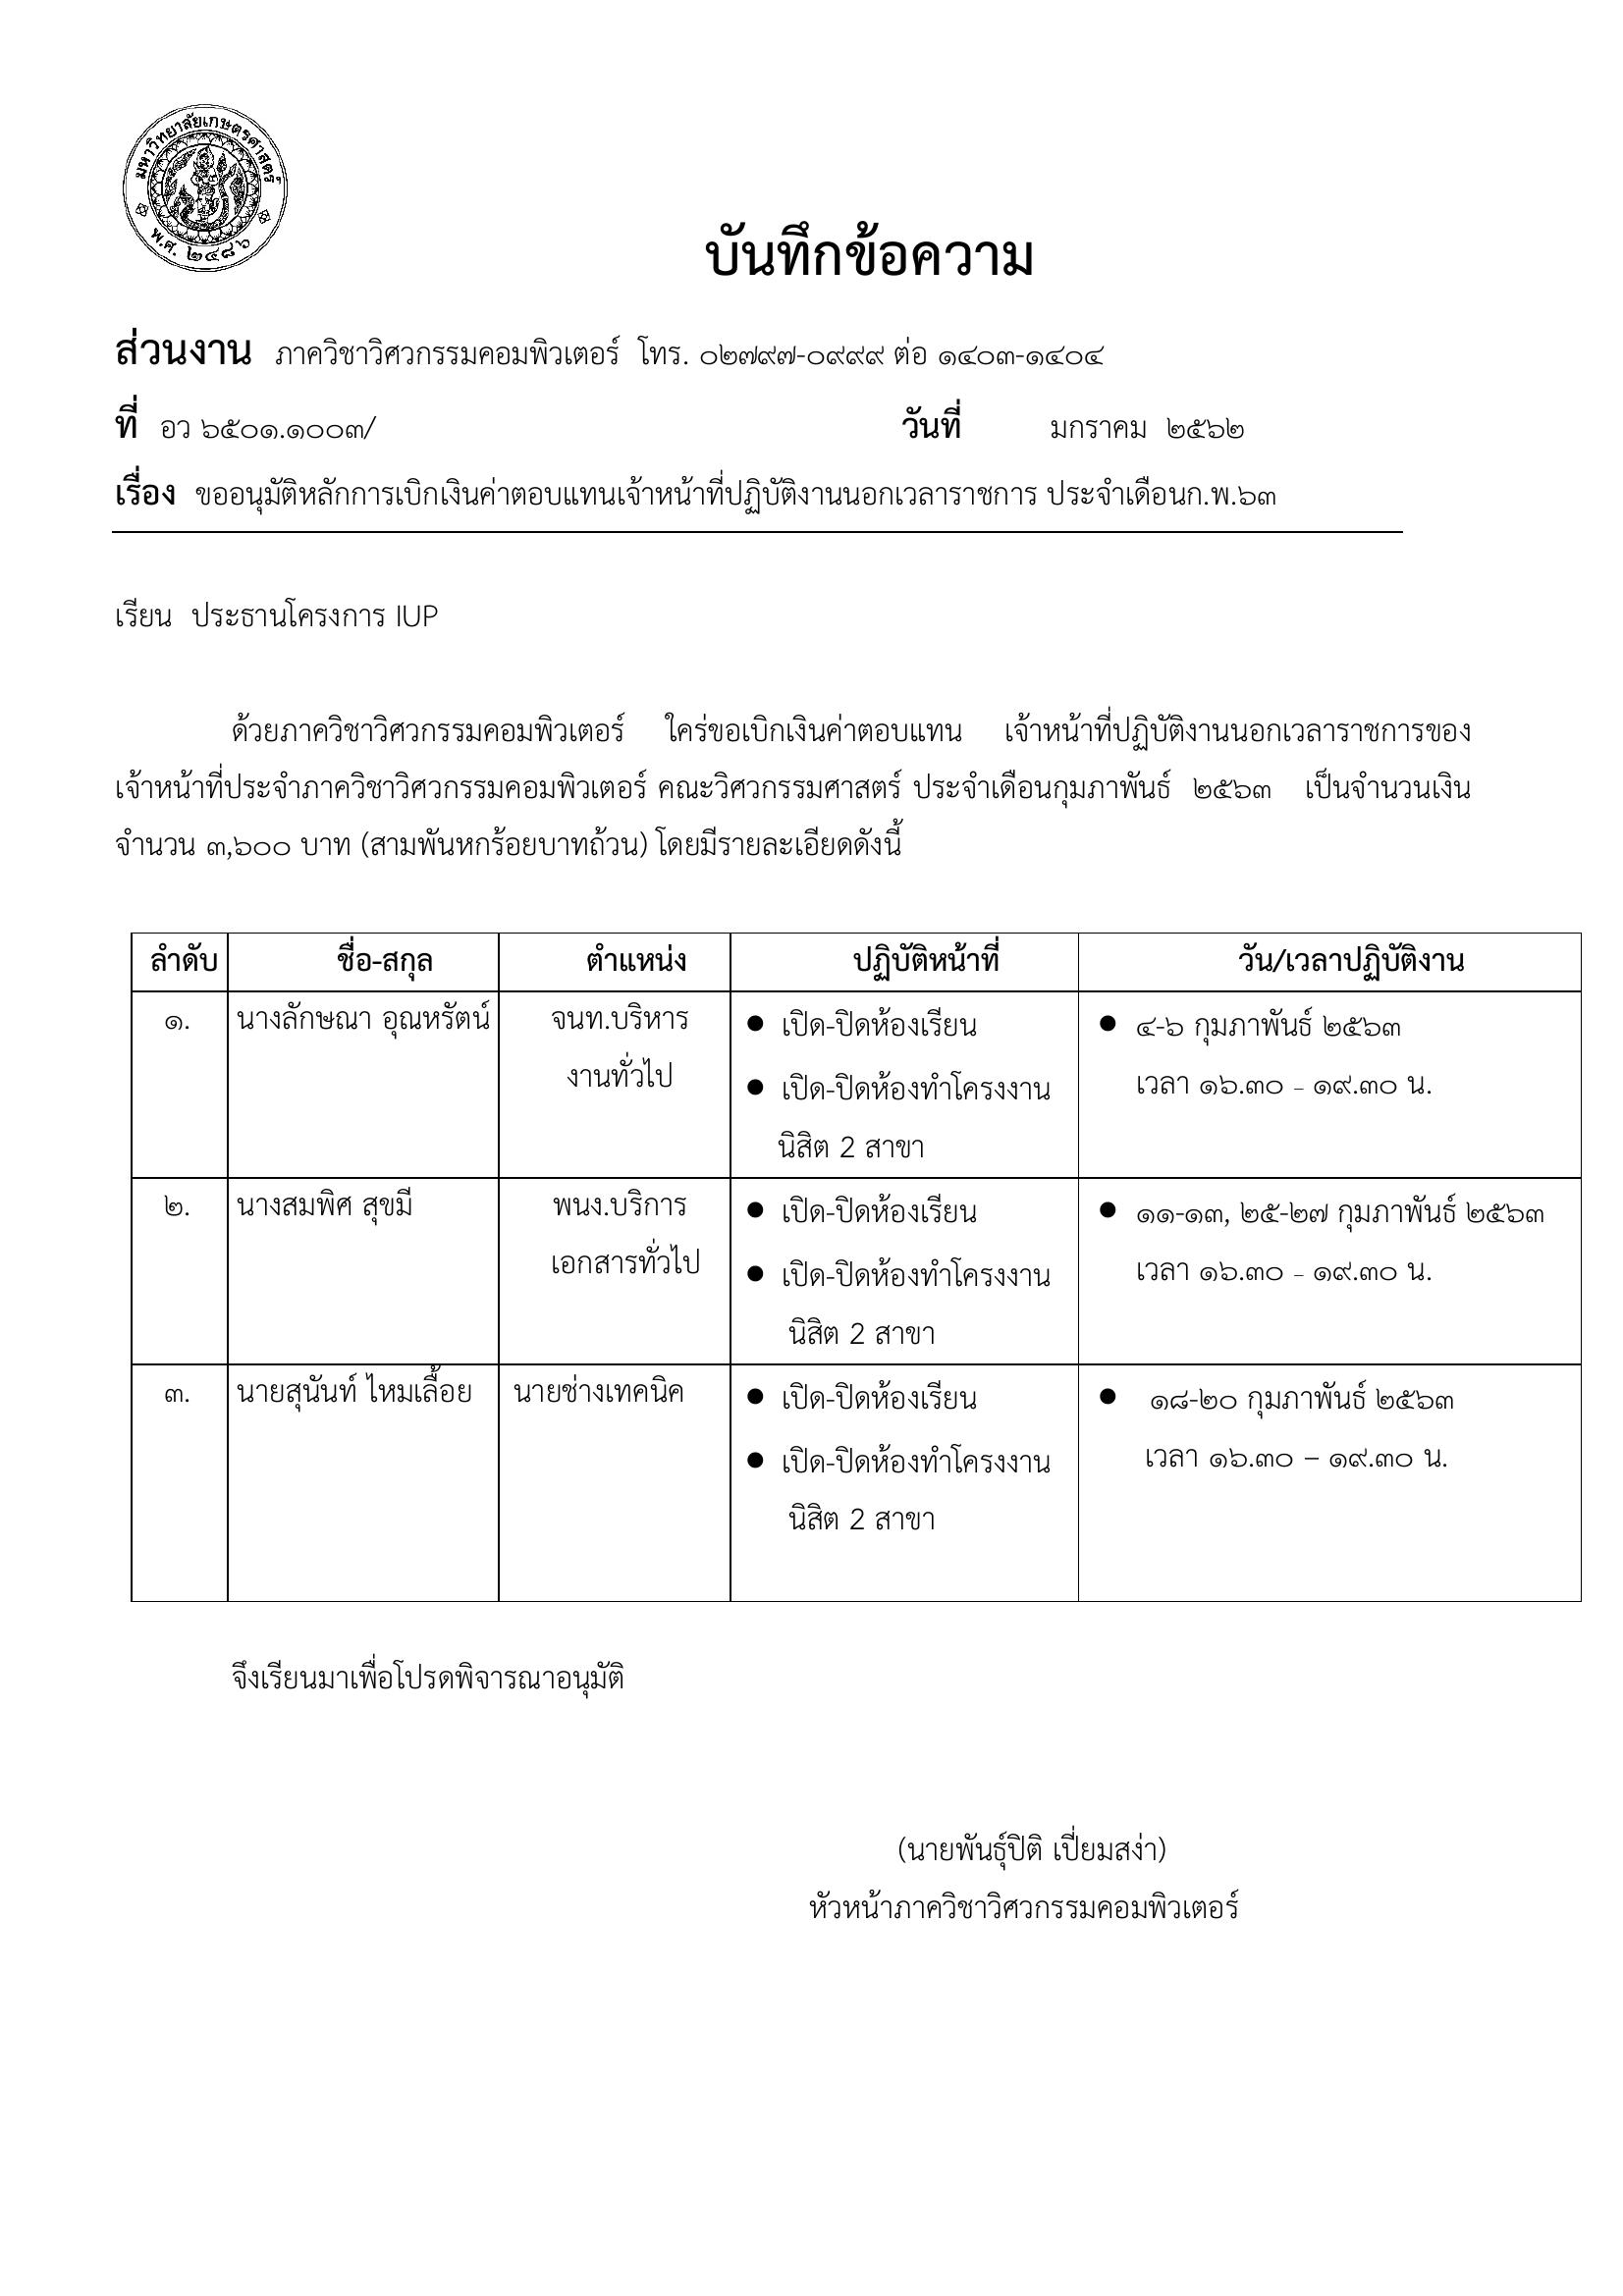 มหาวิทยาลัยเกษตรศาสตร์
พ.ศ. ๒๔๘๖
บันทึกข้อความ
ส่วนงาน ภาควิชาวิศวกรรมคอมพิวเตอร์ โทร. ๐๒๗๙๗-๐๙๙๙ ต่อ ๑๔๐๓-๑๔๐๔
ที่ อว ๖๕๐๑.๑๐๐๓/ วันที่ มกราคม ๒๕๖๒
เรื่อง ขออนุมัติหลักการเบิกเงินค่าตอบแทนเจ้าหน้าที่ปฏิบัติงานนอกเวลาราชการ ประจำเดือนก.พ.๖๓
เรียน ประธานโครงการ IUP
ด้วยภาควิชาวิศวกรรมคอมพิวเตอร์ ใคร่ขอเบิกเงินค่าตอบแทน เจ้าหน้าที่ปฏิบัติงานนอกเวลาราชการของ
เจ้าหน้าที่ประจำภาควิชาวิศวกรรมคอมพิวเตอร์ คณะวิศวกรรมศาสตร์ ประจำเดือนกุมภาพันธ์ ๒๕๖๓ เป็นจำนวนเงิน
จำนวน ๓,๖๐๐ บาท (สามพันหกร้อยบาทถ้วน) โดยมีรายละเอียดดังนี้
ลำดับ ชื่อ-สกุล ตำแหน่ง ปฏิบัติหน้าที่ วัน/เวลาปฏิบัติงาน
๑. นางลักษณา อุณหรัตน์ จนท.บริหาร ● เปิด-ปิดห้องเรียน ● ๔-๖ กุมภาพันธ์ ๒๕๖๓
งานทั่วไป ● เปิด-ปิดห้องทำโครงงาน เวลา ๑๖.๓๐ - ๑๙.๓๐ น.
นิสิต 2 สาขา
๒. นางสมพิศ สุขมี พนง.บริการ ● เปิด-ปิดห้องเรียน ● ๑๑-๑๓, ๒๕-๒๗ กุมภาพันธ์ ๒๕๖๓
เอกสารทั่วไป ● เปิด-ปิดห้องทำโครงงาน เวลา ๑๖.๓๐ - ๑๙.๓๐ น.
นิสิต 2 สาขา
๓. นายสุนันท์ ไหมเลื้อย นายช่างเทคนิค ● เปิด-ปิดห้องเรียน ● ๑๘-๒๐ กุมภาพันธ์ ๒๕๖๓
● เปิด-ปิดห้องทำโครงงาน เวลา ๑๖.๓๐ – ๑๙.๓๐ น.
นิสิต 2 สาขา
จึงเรียนมาเพื่อโปรดพิจารณาอนุมัติ
(นายพันธุ์ปิติ เปี่ยมสง่า)
หัวหน้าภาควิชาวิศวกรรมคอมพิวเตอร์